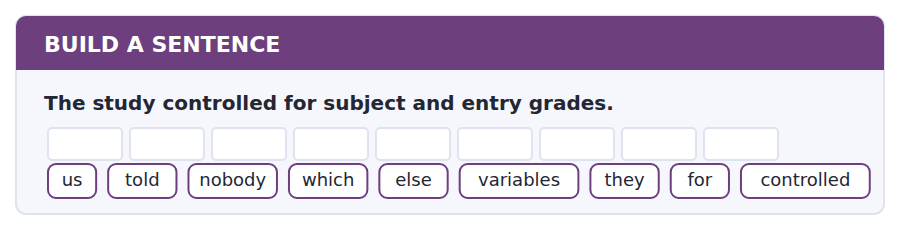 BUILD A SENTENCE
The study controlled for subject and entry grades.
us told nobody which else variables they for controlled